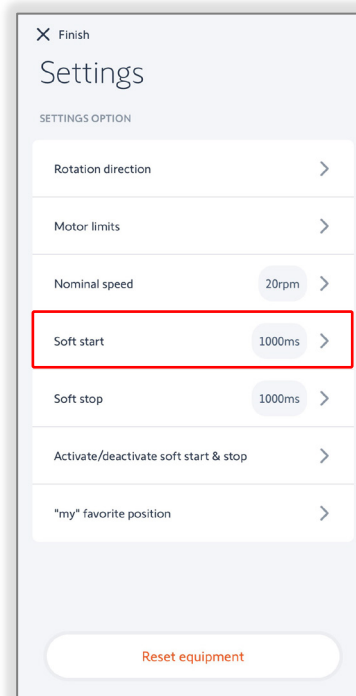 Finish
Settings
SETTINGS OPTION
Rotation direction
Motor limits
Nominal speed 20rpm
Soft start 1000ms
Soft stop 1000ms
Activate/deactivate soft start & stop
"my" favorite position
Reset equipment